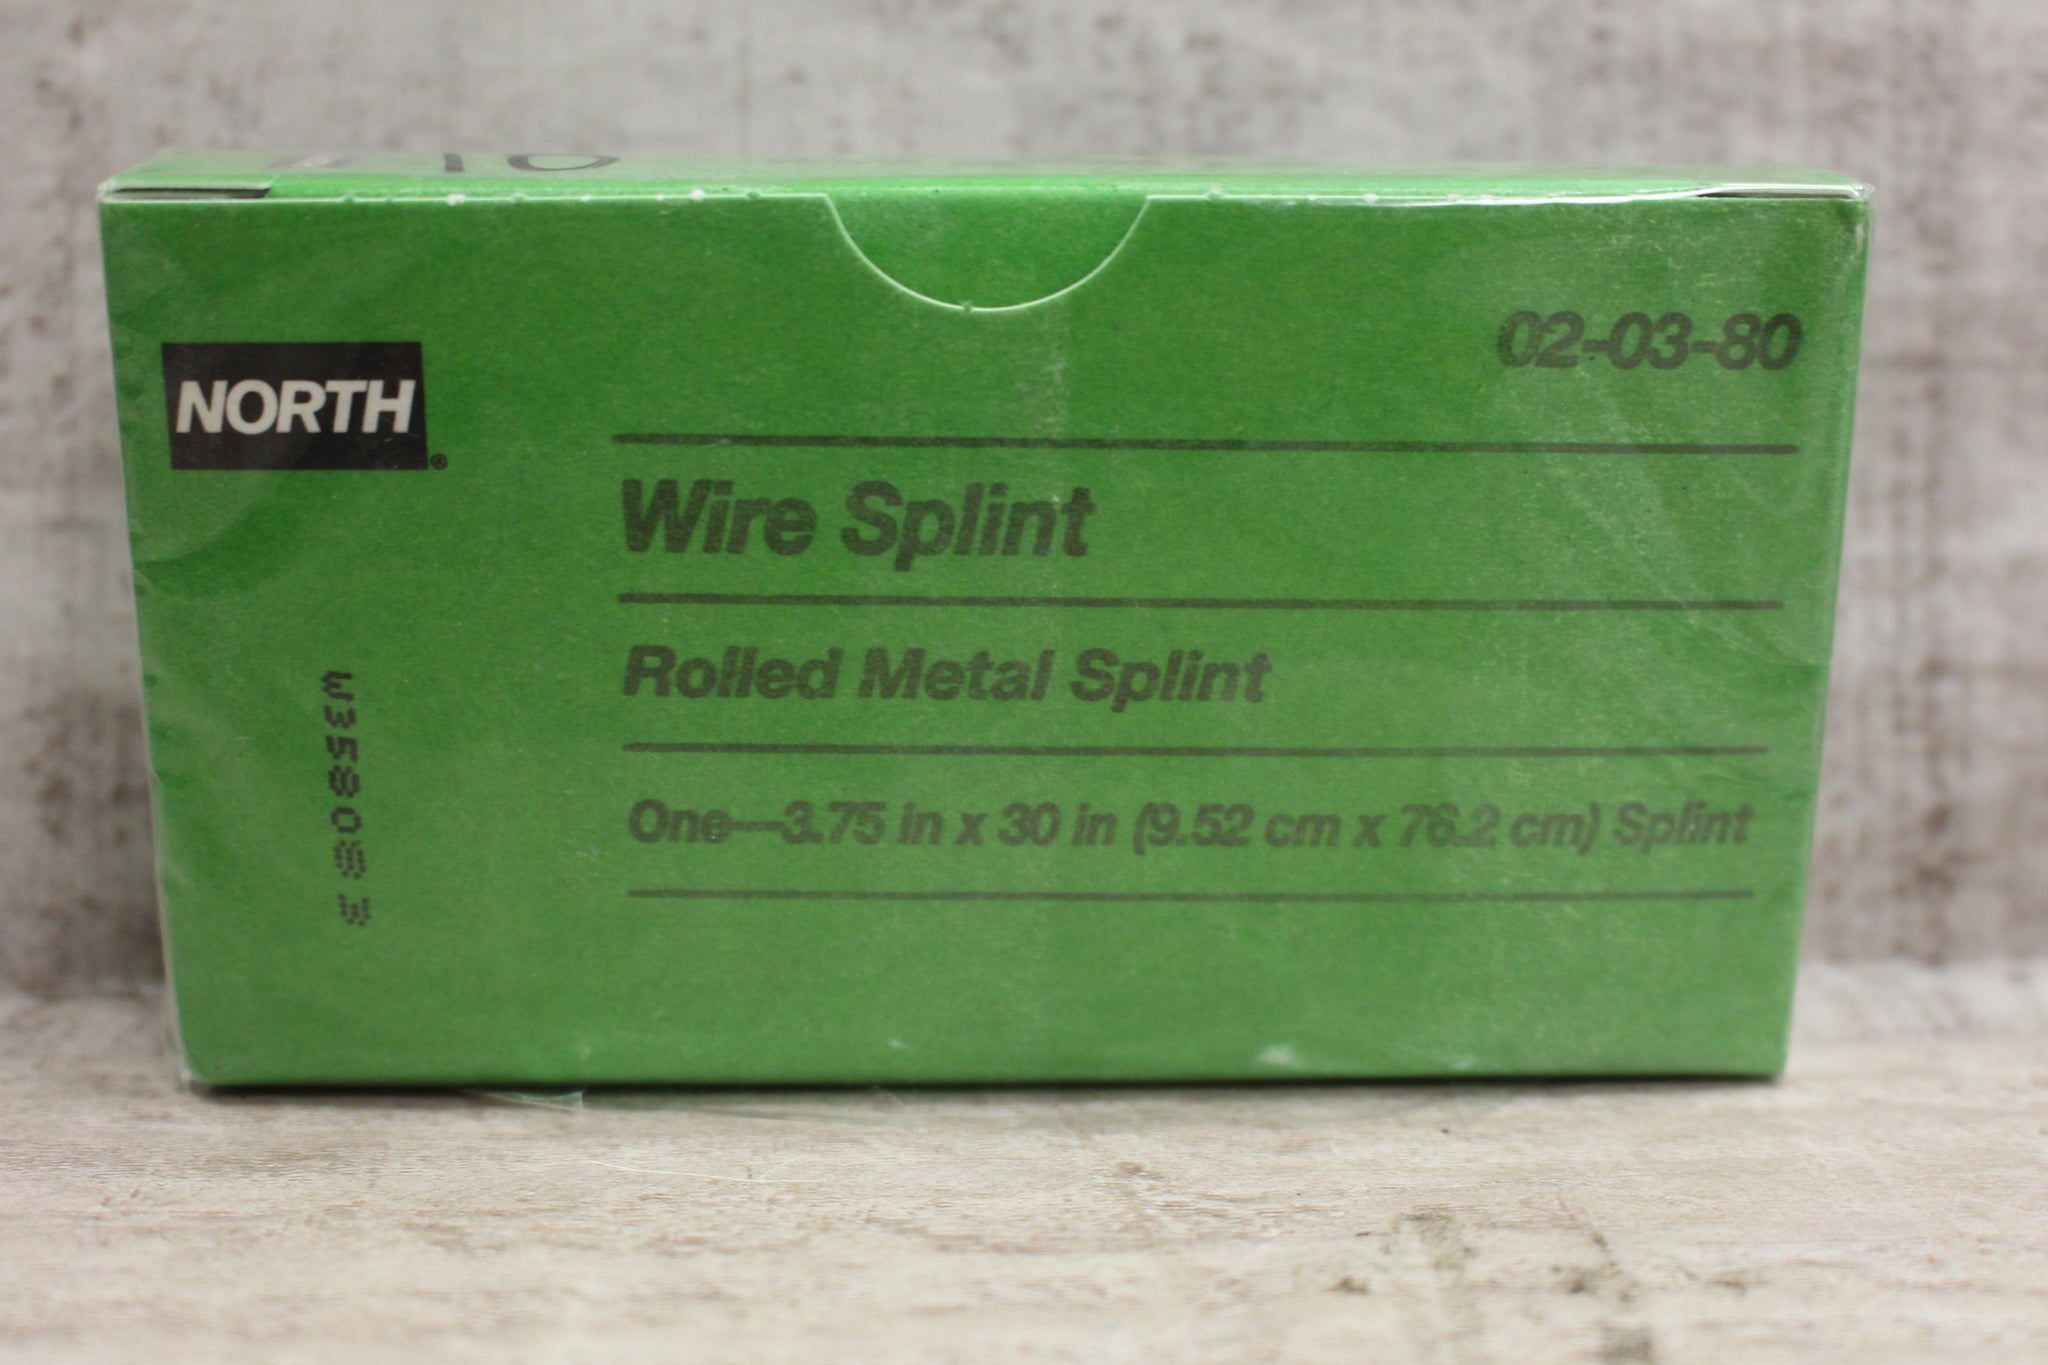 NORTH®
02-03-80
Wire Splint
Rolled Metal Splint
One—3.75 in x 30 in (9.52 cm x 76.2 cm) Splint